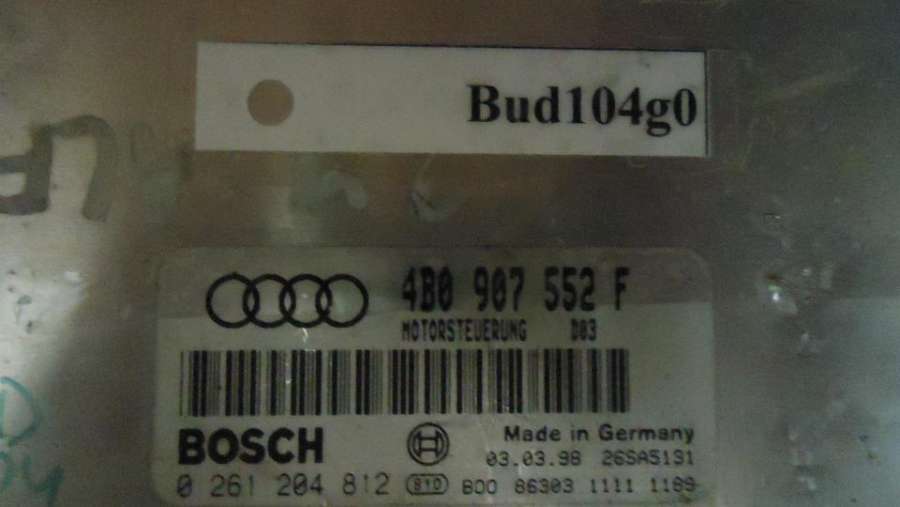 Bud104g0
4B0 907 552 F
MOTORSTEUERUNG D03
BOSCH
Made in Germany
03.03.98 26SA5131
0 261 204 812 810 800 86303 1111 1189